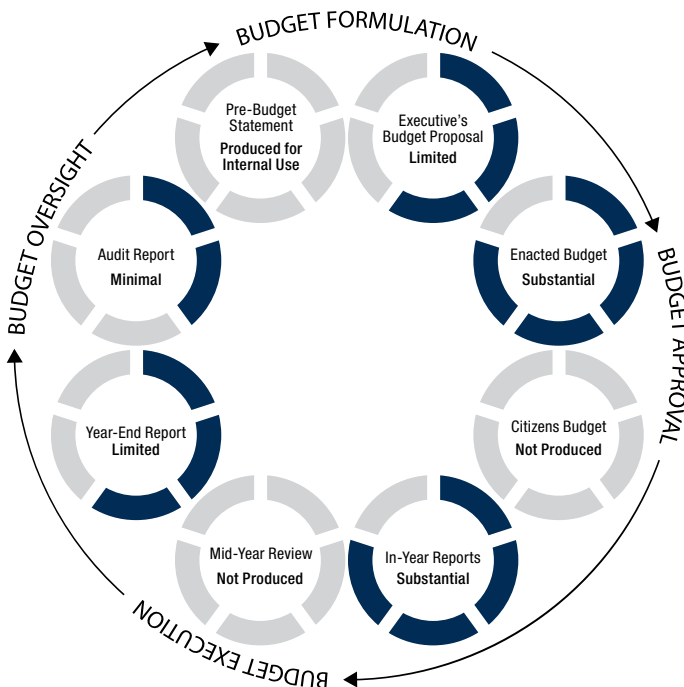 BUDGET FORMULATION
Pre-Budget
Statement
Produced for
Internal Use
Executive's
Budget Proposal
Limited
BUDGET OVERSIGHT
Audit Report
Minimal
Enacted Budget
Substantial
BUDGET APPROVAL
Year-End Report
Limited
Citizens Budget
Not Produced
Mid-Year Review
Not Produced
In-Year Reports
Substantial
BUDGET EXECUTION